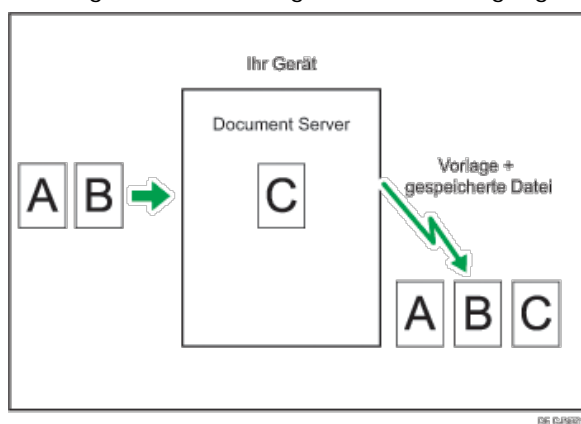 Ihr Gerät
Document Server
A B
C
Vorlage +
gespeicherte Datei
A B C